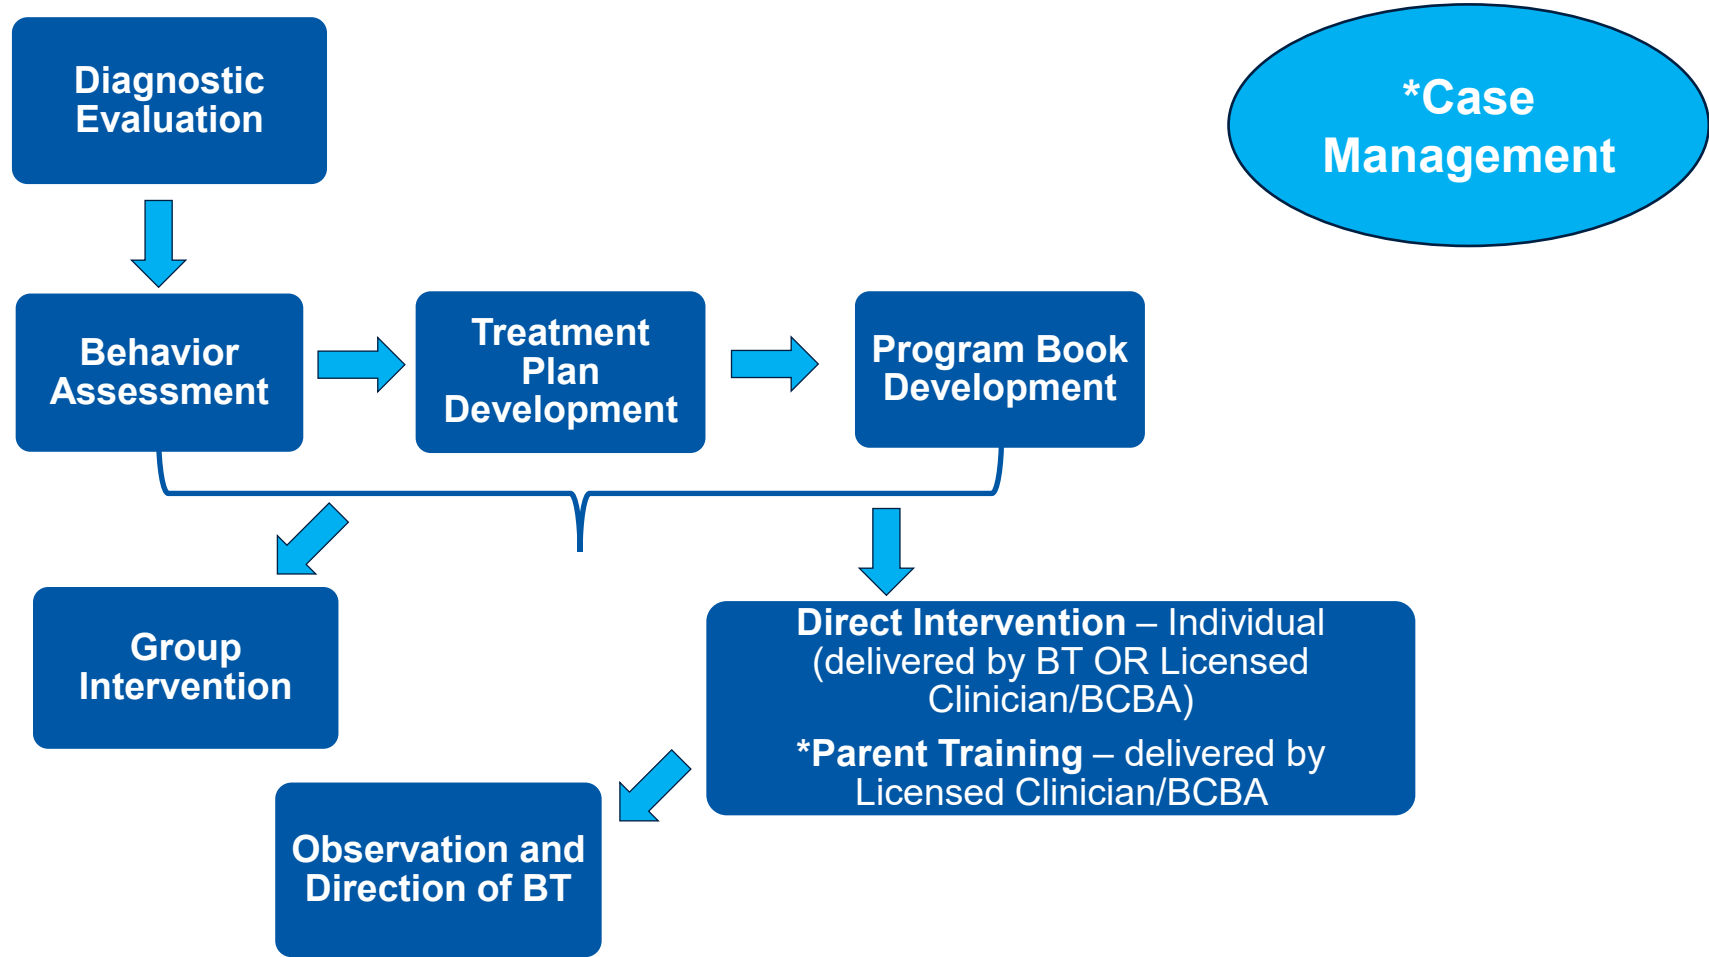 Diagnostic
Evaluation
*Case
Management
Behavior
Assessment
Treatment
Plan
Development
Program Book
Development
Group
Intervention
Direct Intervention – Individual
(delivered by BT OR Licensed
Clinician/BCBA)
*Parent Training – delivered by
Licensed Clinician/BCBA
Observation and
Direction of BT